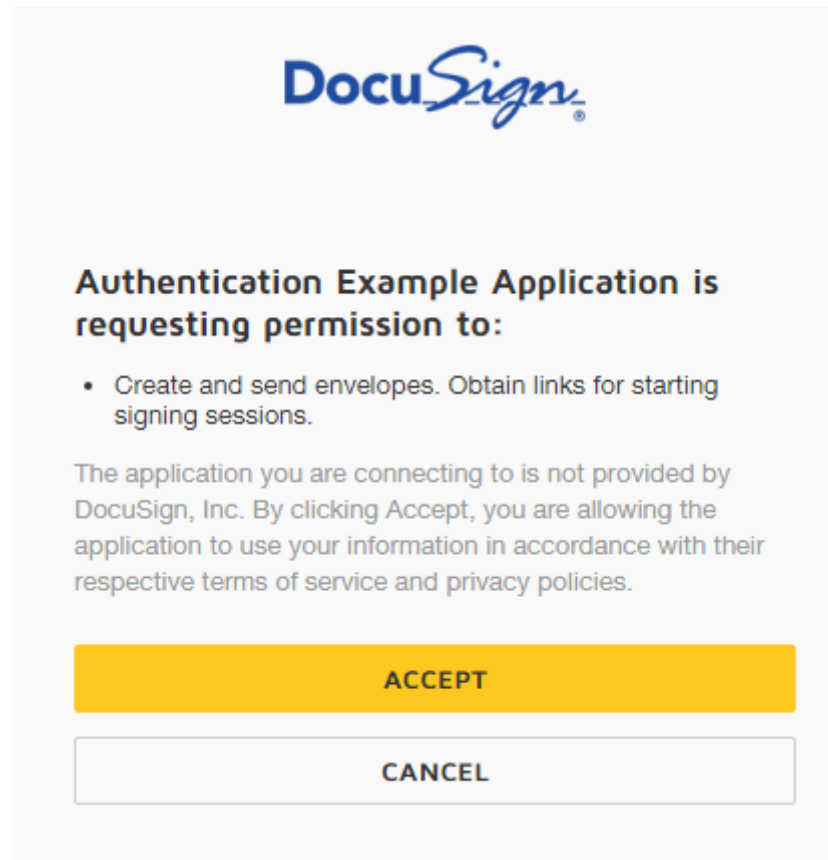 DocuSign®
Authentication Example Application is
requesting permission to:
• Create and send envelopes. Obtain links for starting
signing sessions.
The application you are connecting to is not provided by
DocuSign, Inc. By clicking Accept, you are allowing the
application to use your information in accordance with their
respective terms of service and privacy policies.
ACCEPT
CANCEL